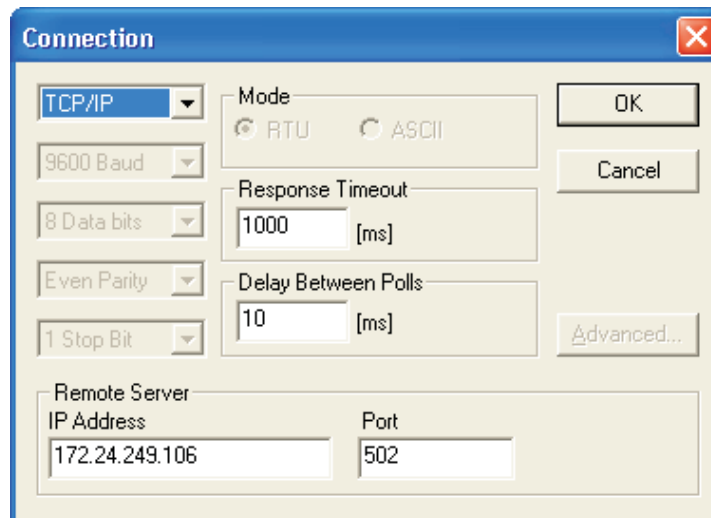 Connection
TCP/IP
9600 Baud
8 Data bits
Even Parity
1 Stop Bit
Mode
RTU ASCII
Response Timeout
1000 [ms]
Delay Between Polls
10 [ms]
OK
Cancel
Advanced...
Remote Server
IP Address Port
172.24.249.106 502